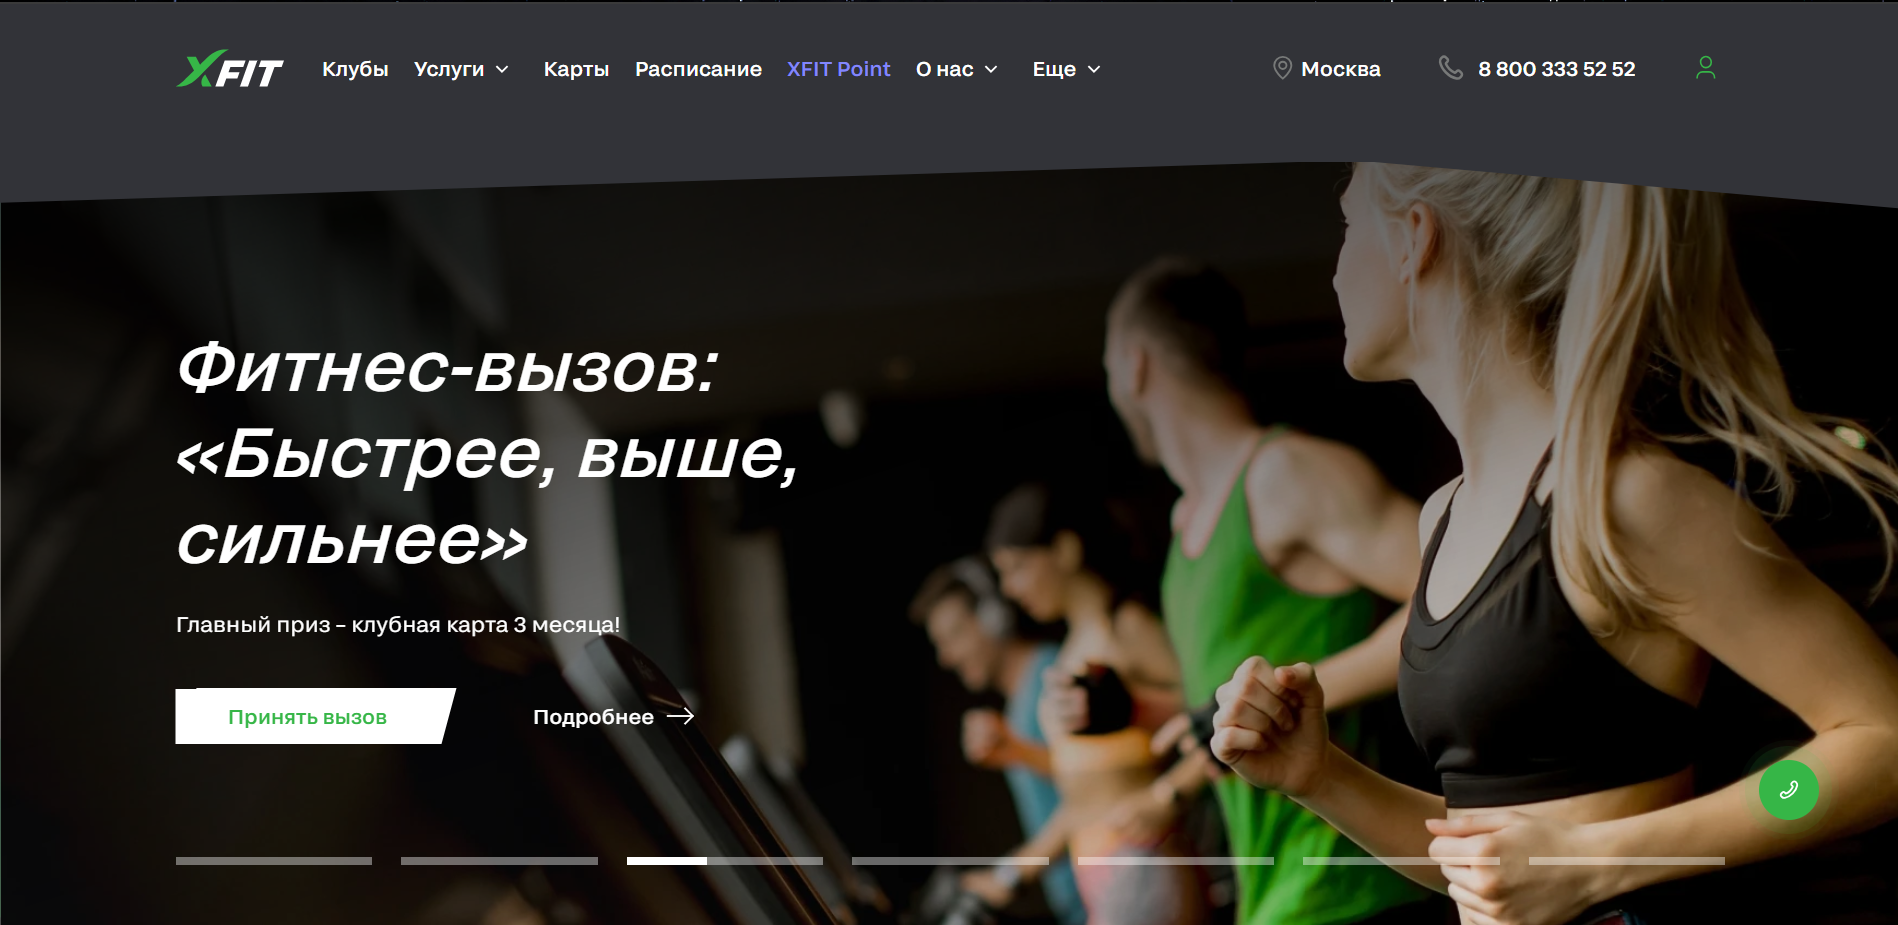 XFIT Клубы Услуги Карты Расписание XFIT Point О нас Еще Москва 8 800 333 52 52
Фитнес-вызов:
«Быстрее, выше,
сильнее»
Главный приз – клубная карта 3 месяца!
Принять вызов Подробнее